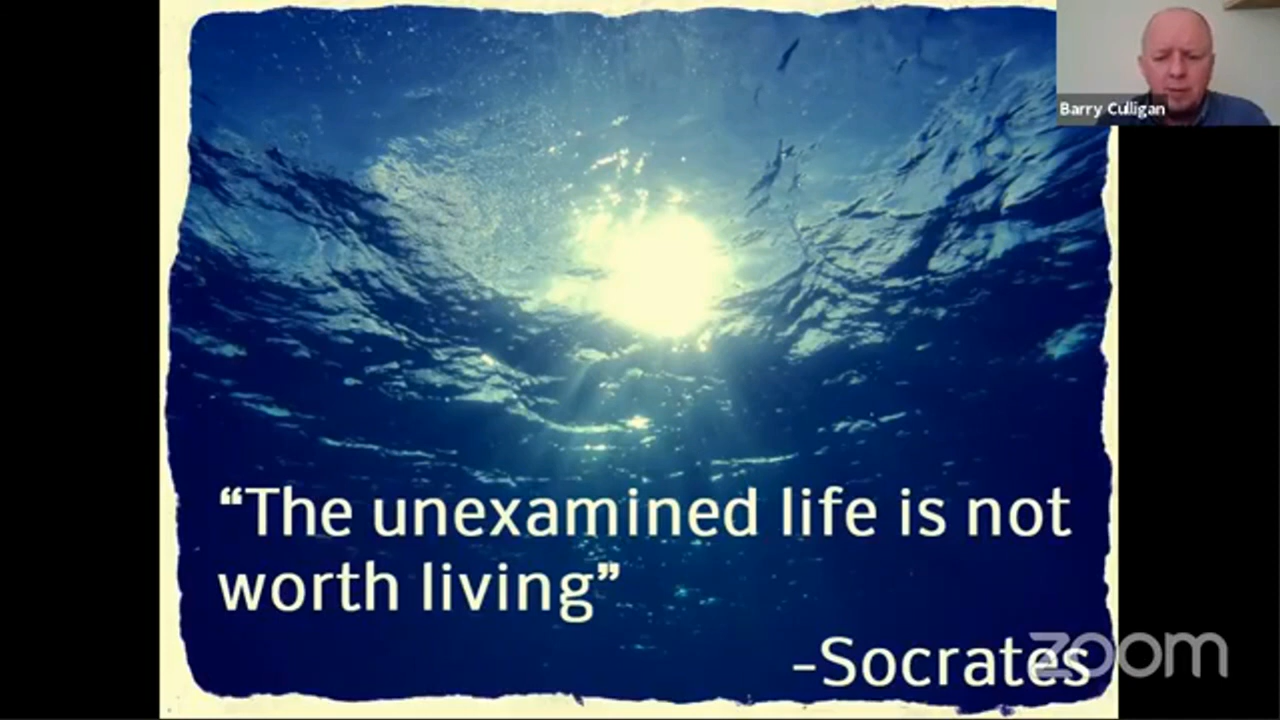 Barry Culligan
“The unexamined life is not
worth living”
-Socrates
zoom